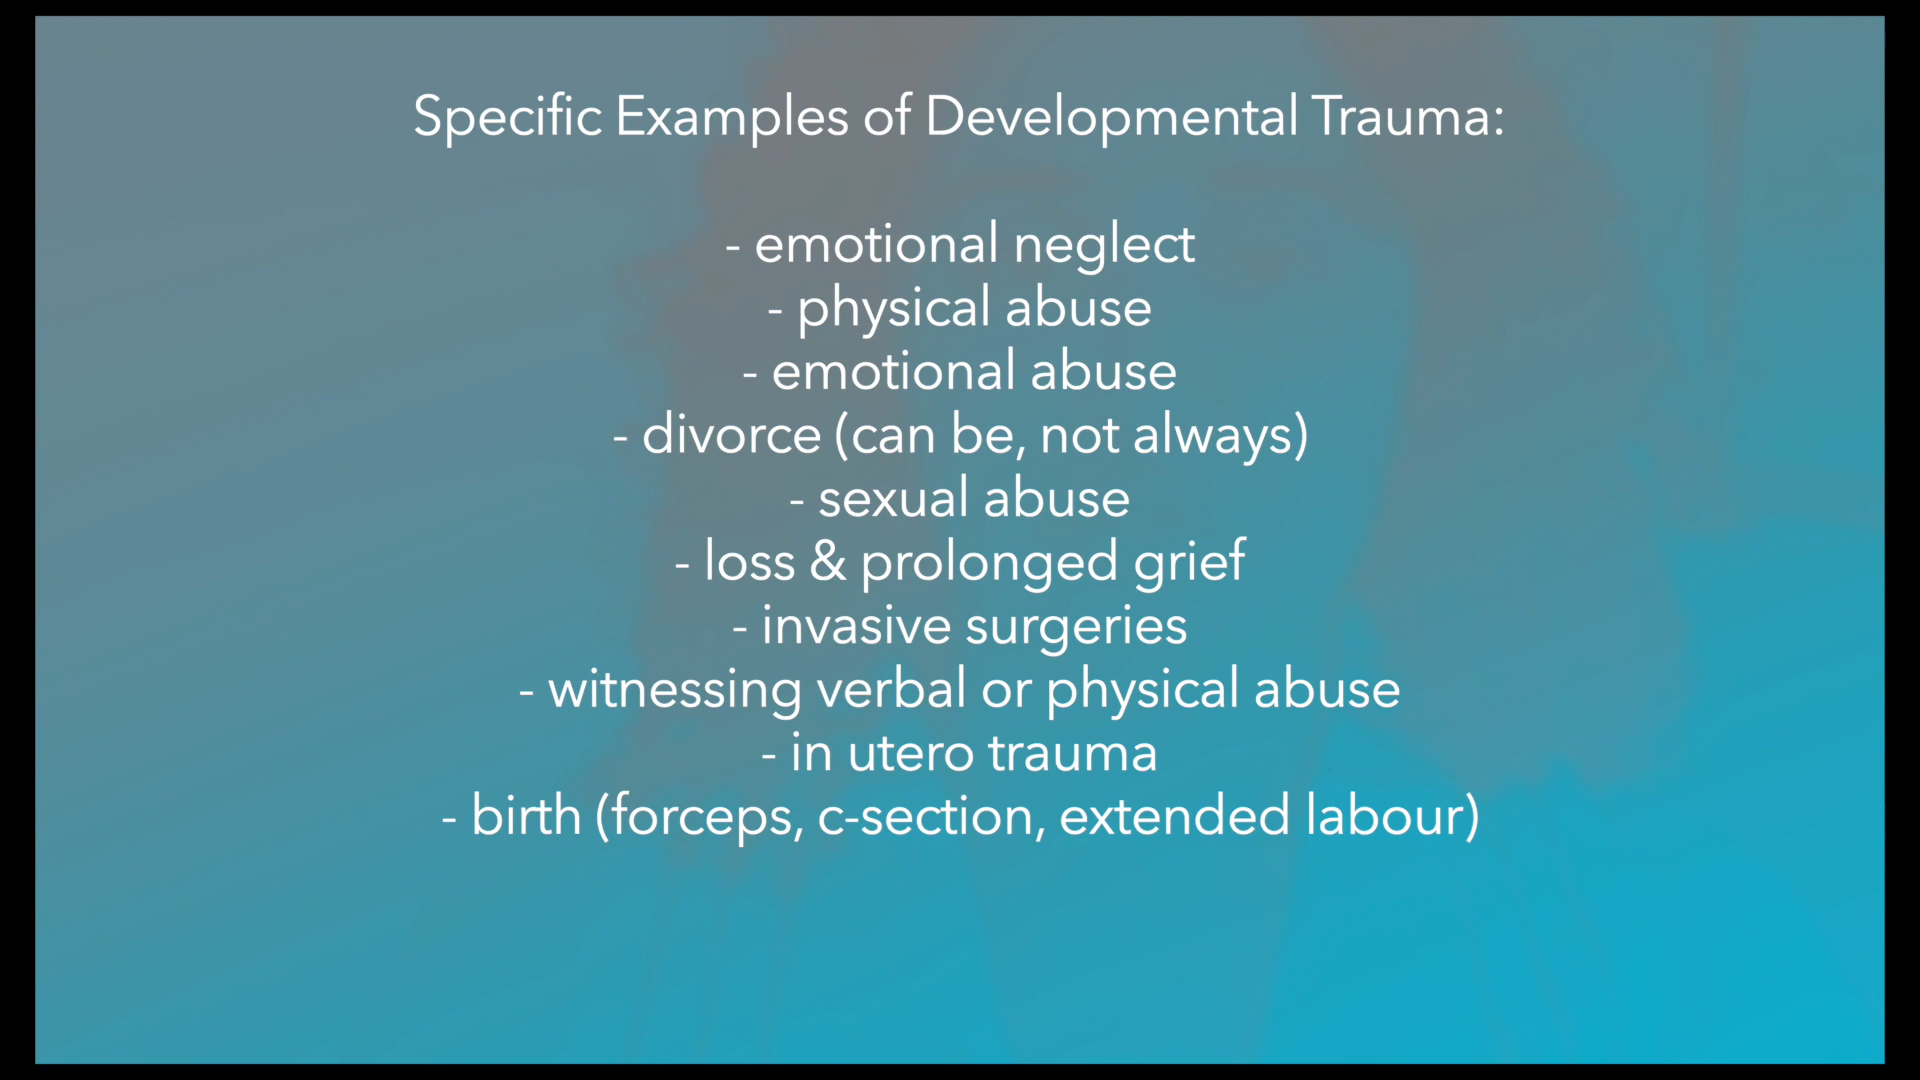 Specific Examples of Developmental Trauma:
- emotional neglect
- physical abuse
- emotional abuse
- divorce (can be, not always)
- sexual abuse
- loss & prolonged grief
- invasive surgeries
- witnessing verbal or physical abuse
- in utero trauma
- birth (forceps, c-section, extended labour)